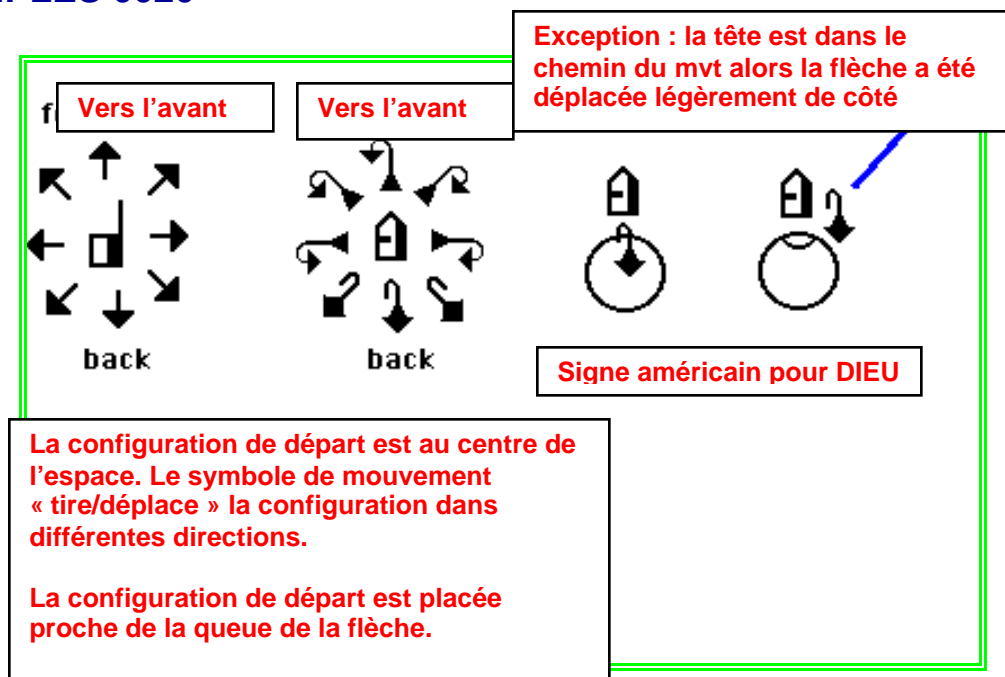 Exception : la tête est dans le
chemin du mvt alors la flèche a été
déplacée légèrement de côté
Vers l’avant
Vers l’avant
back
back
Signe américain pour DIEU
La configuration de départ est au centre de
l’espace. Le symbole de mouvement
« tire/déplace » la configuration dans
différentes directions.
La configuration de départ est placée
proche de la queue de la flèche.